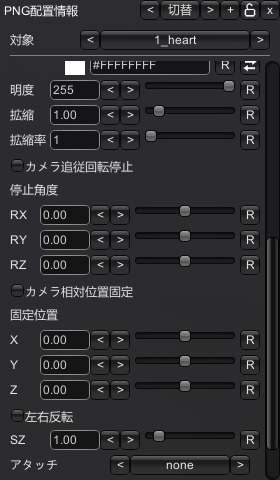 PNG配置情報 < 切替 > + x
対象 < 1_heart >
#FFFFFFFF R
明度 255 < > R
拡縮 1.00 < > R
拡縮率 1 < > R
カメラ追従回転停止
停止角度
RX 0.00 < > R
RY 0.00 < > R
RZ 0.00 < > R
カメラ相対位置固定
固定位置
X 0.00 < > R
Y 0.00 < > R
Z 0.00 < > R
左右反転
SZ 1.00 < > R
アタッチ < none >